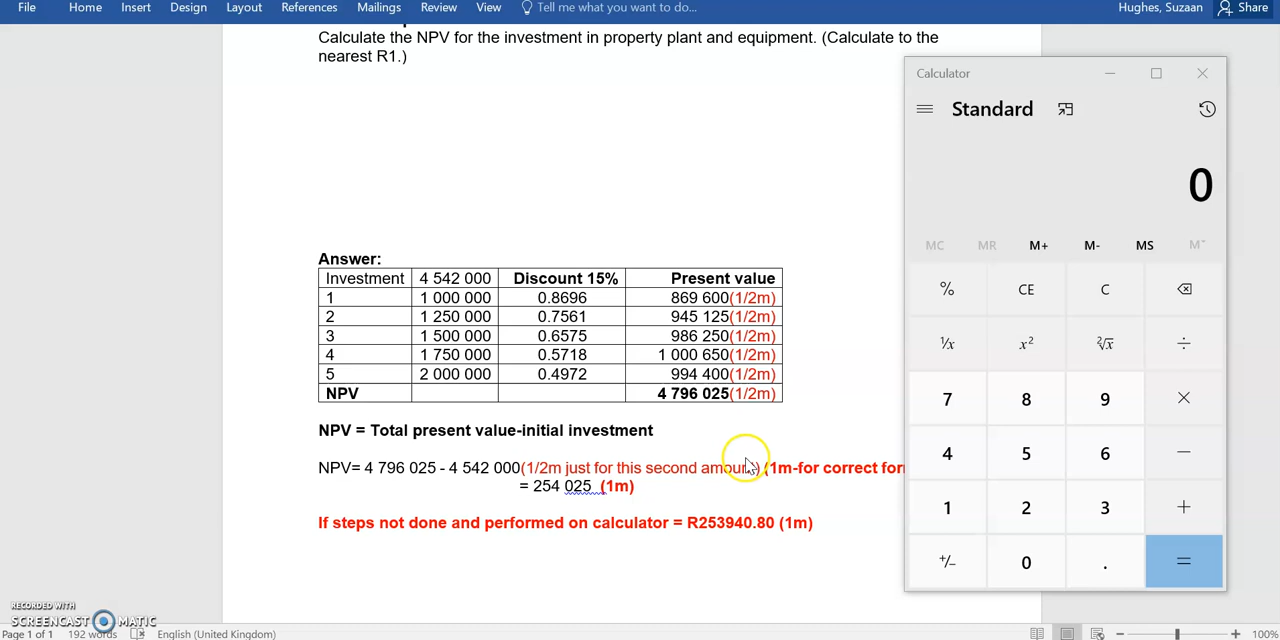 File Home Insert Design Layout References Mailings Review View Tell me what you want to do... Hughes, Suzaan Share
Calculate the NPV for the investment in property plant and equipment. (Calculate to the
nearest R1.)
Answer:
Investment 4 542 000 Discount 15% Present value
1 1 000 000 0.8696 869 600(1/2m)
2 1 250 000 0.7561 945 125(1/2m)
3 1 500 000 0.6575 986 250(1/2m)
4 1 750 000 0.5718 1 000 650(1/2m)
5 2 000 000 0.4972 994 400(1/2m)
NPV 4 796 025(1/2m)
NPV = Total present value-initial investment
NPV= 4 796 025 - 4 542 000(1/2m just for this second amount) (1m-for correct for
= 254 025 (1m)
If steps not done and performed on calculator = R253940.80 (1m)
Calculator
Standard
0
MC MR M+ M- MS M˅
% CE C
¹/x x² ²√x ÷
7 8 9 ×
4 5 6 −
1 2 3 +
+/− 0 . =
RECORDED WITH
SCREENCAST MATIC
Page 1 of 1 192 words English (United Kingdom) 100%